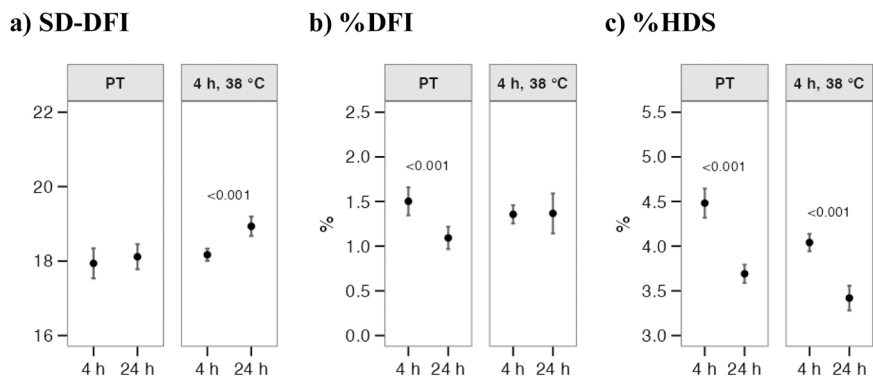 a) SD-DFI
PT
4 h, 38 °C
22
20
18
16
<0.001
4 h 24 h
4 h 24 h
b) %DFI
PT
4 h, 38 °C
%
2.5
2.0
1.5
1.0
0.5
0.0
<0.001
4 h 24 h
4 h 24 h
c) %HDS
PT
4 h, 38 °C
%
5.5
5.0
4.5
4.0
3.5
3.0
<0.001
<0.001
4 h 24 h
4 h 24 h